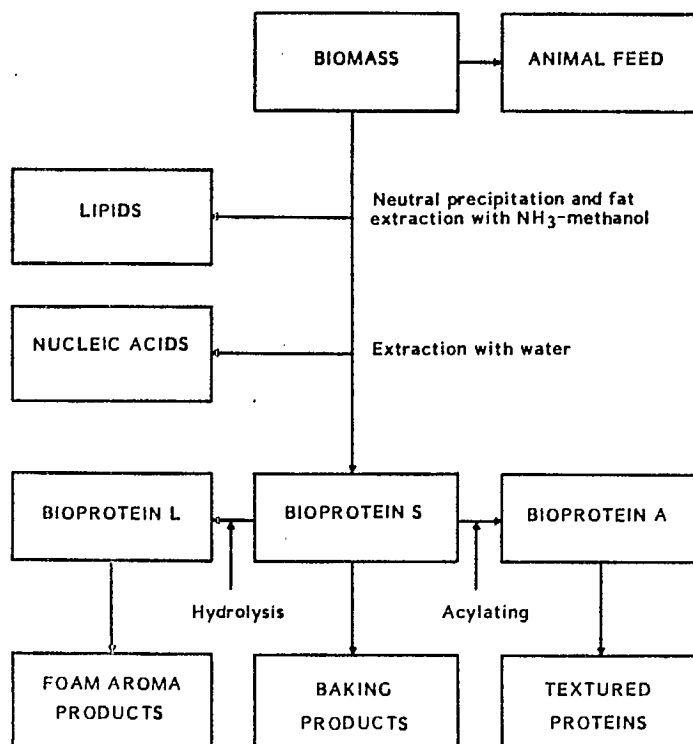 BIOMASS
ANIMAL FEED
LIPIDS
Neutral precipitation and fat
extraction with NH3-methanol
NUCLEIC ACIDS
Extraction with water
BIOPROTEIN L
BIOPROTEIN S
BIOPROTEIN A
Hydrolysis
Acylating
FOAM AROMA
PRODUCTS
BAKING
PRODUCTS
TEXTURED
PROTEINS